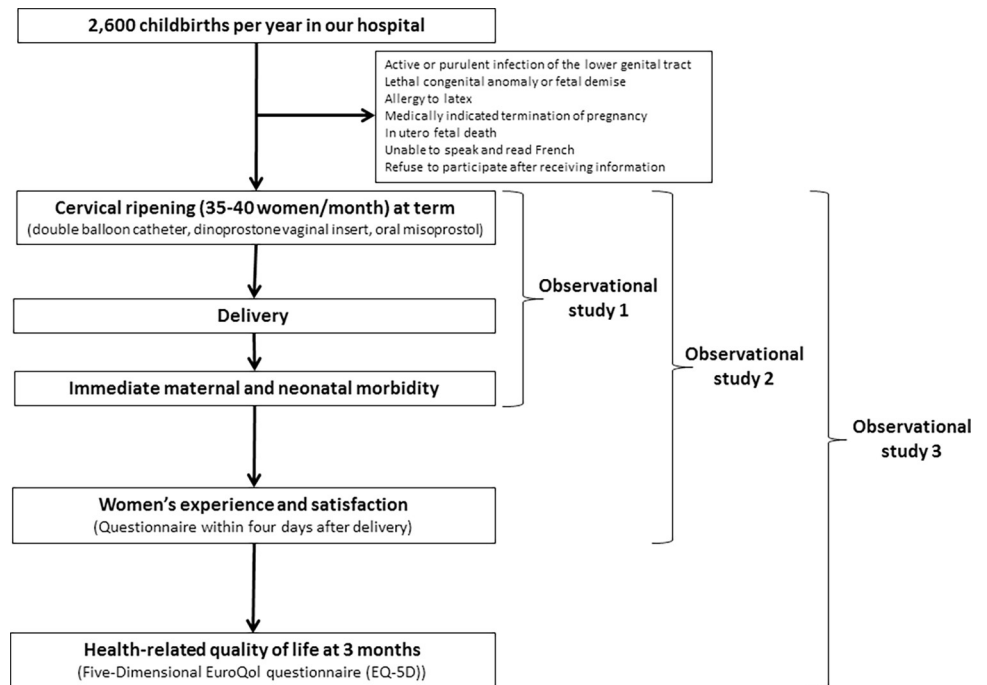 2,600 childbirths per year in our hospital
Active or purulent infection of the lower genital tract
Lethal congenital anomaly or fetal demise
Allergy to latex
Medically indicated termination of pregnancy
In utero fetal death
Unable to speak and read French
Refuse to participate after receiving information
Cervical ripening (35-40 women/month) at term
(double balloon catheter, dinoprostone vaginal insert, oral misoprostol)
Observational
study 1
Delivery
Observational
study 2
Immediate maternal and neonatal morbidity
Observational
study 3
Women's experience and satisfaction
(Questionnaire within four days after delivery)
Health-related quality of life at 3 months
(Five-Dimensional EuroQol questionnaire (EQ-5D))